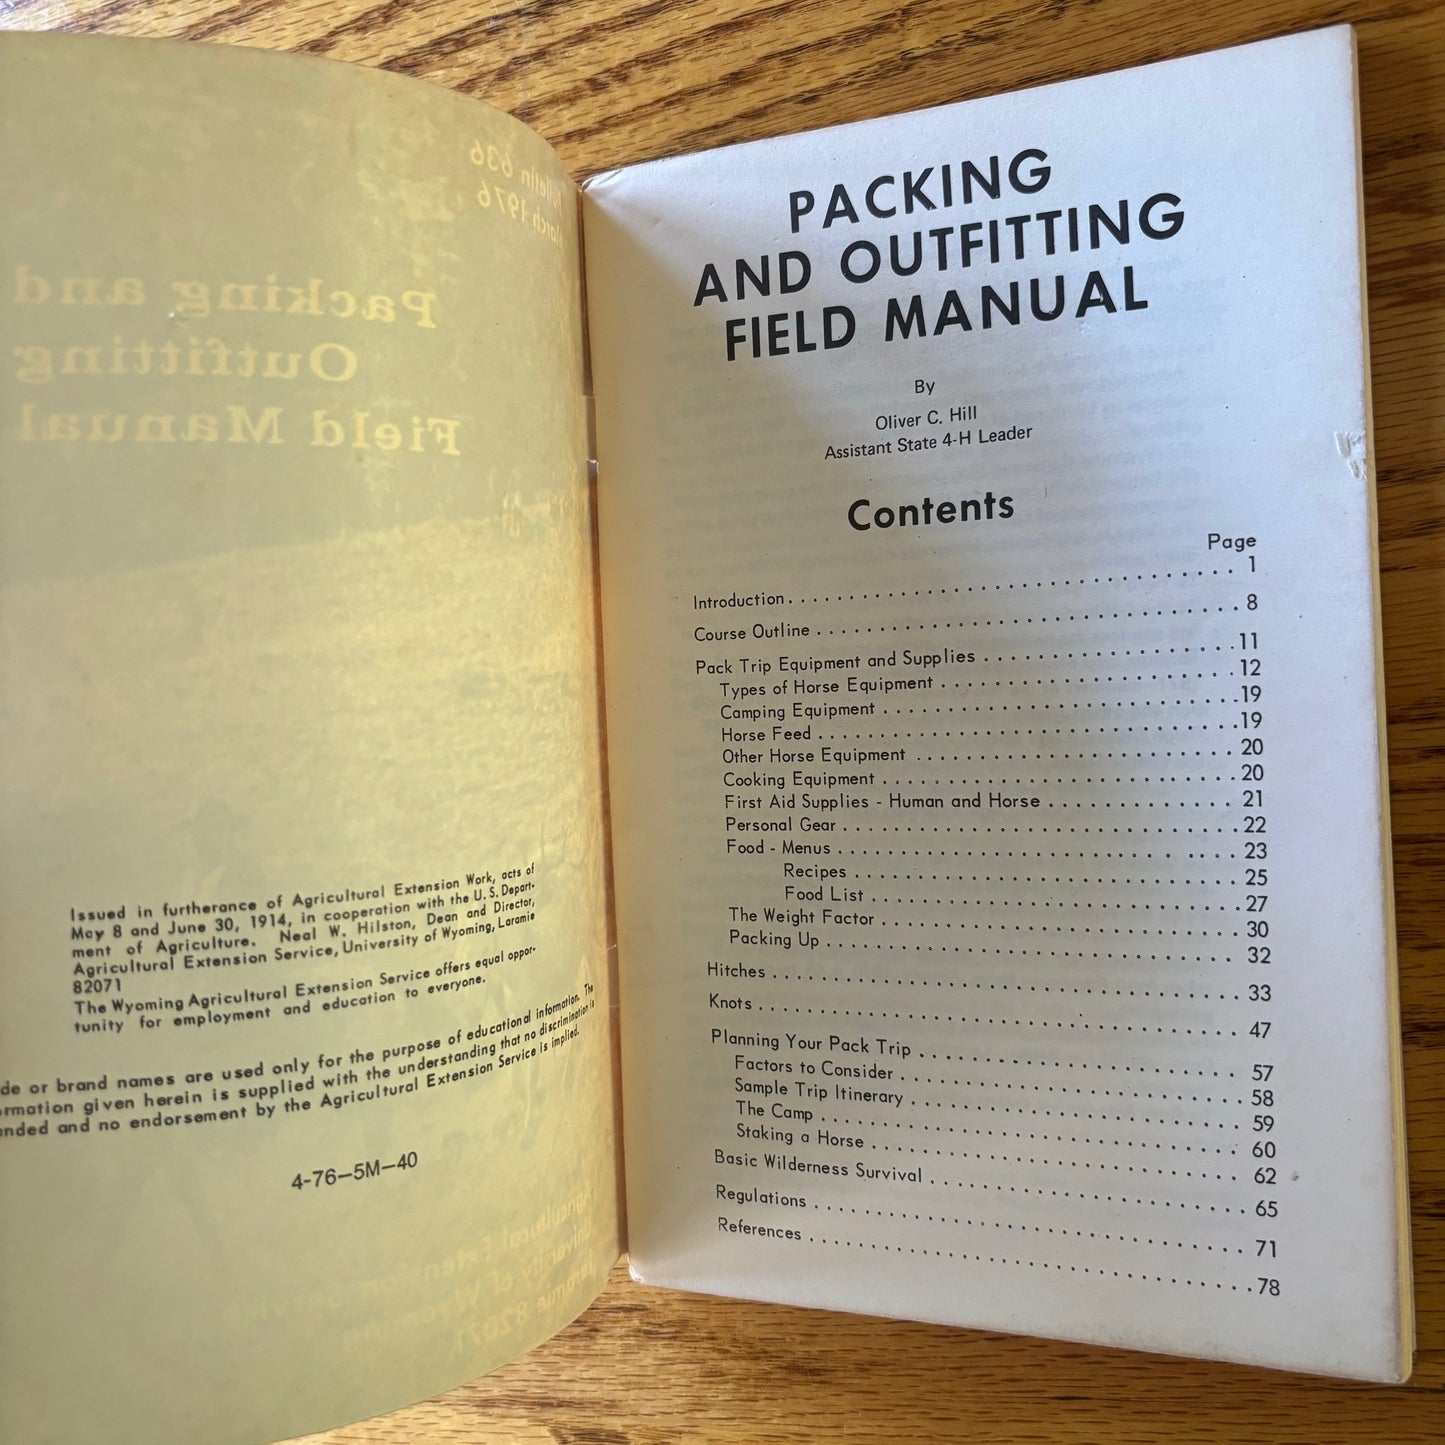 Bulletin 636
March 1976
Packing and
Outfitting
Field Manual
Issued in furtherance of Agricultural Extension Work, acts of
May 8 and June 30, 1914, in cooperation with the U. S. Depart-
ment of Agriculture. Neal W. Hilston, Dean and Director,
Agricultural Extension Service, University of Wyoming, Laramie
82071
The Wyoming Agricultural Extension Service offers equal oppor-
tunity for employment and education to everyone.
or brand names are used only for the purpose of educational information. The
given herein is supplied with the understanding that no discrimination is
and no endorsement by the Agricultural Extension Service is implied.
4-76—5M—40
82071
PACKING
AND OUTFITTING
FIELD MANUAL
By
Oliver C. Hill
Assistant State 4-H Leader
Contents
Page
Introduction . . . . . . . . . . 1
Course Outline . . . . . . . . . . 8
Pack Trip Equipment and Supplies . . . . . . . . . . 11
Types of Horse Equipment . . . . . . . . . . 12
Camping Equipment . . . . . . . . . . 19
Horse Feed . . . . . . . . . . 19
Other Horse Equipment . . . . . . . . . . 20
Cooking Equipment . . . . . . . . . . 20
First Aid Supplies - Human and Horse . . . . . . . . . . 21
Personal Gear . . . . . . . . . . 22
Food - Menus . . . . . . . . . . 23
Recipes . . . . . . . . . . 25
Food List . . . . . . . . . . 27
The Weight Factor . . . . . . . . . . 30
Packing Up . . . . . . . . . . 32
Hitches . . . . . . . . . . 33
Knots . . . . . . . . . . 47
Planning Your Pack Trip . . . . . . . . . . 57
Factors to Consider . . . . . . . . . . 58
Sample Trip Itinerary . . . . . . . . . . 59
The Camp . . . . . . . . . . 60
Staking a Horse . . . . . . . . . . 62
Basic Wilderness Survival . . . . . . . . . . 65
Regulations . . . . . . . . . . 71
References . . . . . . . . . . 78